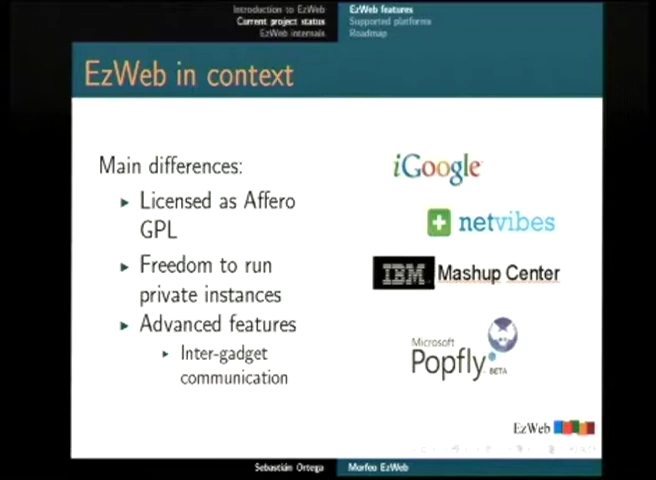 Introduction to EzWeb
Current project status
EzWeb internals
EzWeb features
Supported platforms
Roadmap
EzWeb in context
Main differences:
Licensed as Affero
GPL
Freedom to run
private instances
Advanced features
Inter-gadget
communication
iGoogle
netvibes
IBM Mashup Center
Microsoft
Popfly
BETA
EzWeb
Sebastián Ortega
Morfeo EzWeb